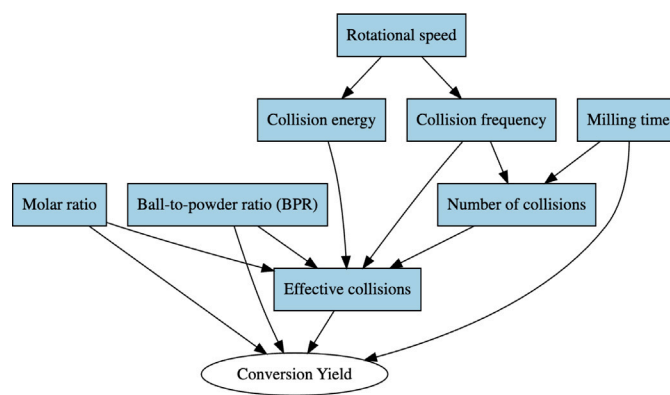 Rotational speed
Collision energy
Collision frequency
Milling time
Molar ratio
Ball-to-powder ratio (BPR)
Number of collisions
Effective collisions
Conversion Yield